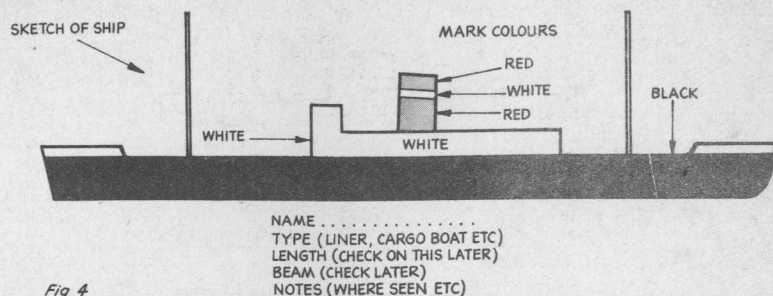 SKETCH OF SHIP
MARK COLOURS
RED
WHITE
RED
BLACK
WHITE
WHITE
NAME . . . . . . . . . . . . . . . .
TYPE (LINER, CARGO BOAT ETC)
LENGTH (CHECK ON THIS LATER)
BEAM (CHECK LATER)
NOTES (WHERE SEEN ETC)
Fig 4